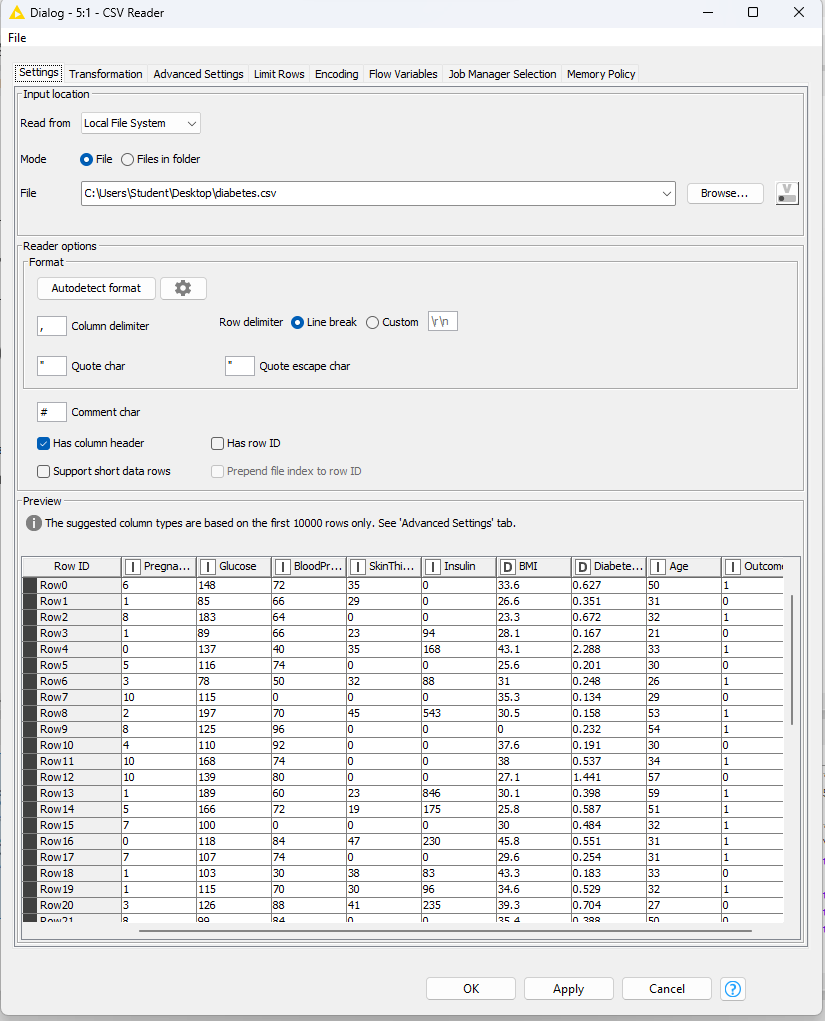 Dialog - 5:1 - CSV Reader
File
Settings Transformation Advanced Settings Limit Rows Encoding Flow Variables Job Manager Selection Memory Policy
Input location
Read from Local File System
Mode File Files in folder
File C:\Users\Student\Desktop\diabetes.csv Browse... V
Reader options
Format
Autodetect format
, Column delimiter Row delimiter Line break Custom \r\n
" Quote char " Quote escape char
# Comment char
Has column header Has row ID
Support short data rows Prepend file index to row ID
Preview
i The suggested column types are based on the first 10000 rows only. See 'Advanced Settings' tab.
Row ID I Pregna... I Glucose I BloodPr... I SkinThi... I Insulin D BMI D Diabete... I Age I Outcome
Row0 6 148 72 35 0 33.6 0.627 50 1
Row1 1 85 66 29 0 26.6 0.351 31 0
Row2 8 183 64 0 0 23.3 0.672 32 1
Row3 1 89 66 23 94 28.1 0.167 21 0
Row4 0 137 40 35 168 43.1 2.288 33 1
Row5 5 116 74 0 0 25.6 0.201 30 0
Row6 3 78 50 32 88 31 0.248 26 1
Row7 10 115 0 0 0 35.3 0.134 29 0
Row8 2 197 70 45 543 30.5 0.158 53 1
Row9 8 125 96 0 0 0 0.232 54 1
Row10 4 110 92 0 0 37.6 0.191 30 0
Row11 10 168 74 0 0 38 0.537 34 1
Row12 10 139 80 0 0 27.1 1.441 57 0
Row13 1 189 60 23 846 30.1 0.398 59 1
Row14 5 166 72 19 175 25.8 0.587 51 1
Row15 7 100 0 0 0 30 0.484 32 1
Row16 0 118 84 47 230 45.8 0.551 31 1
Row17 7 107 74 0 0 29.6 0.254 31 1
Row18 1 103 30 38 83 43.3 0.183 33 0
Row19 1 115 70 30 96 34.6 0.529 32 1
Row20 3 126 88 41 235 39.3 0.704 27 0
Row21 8 99 84 0 0 35.4 0.388 50 0
OK Apply Cancel ?